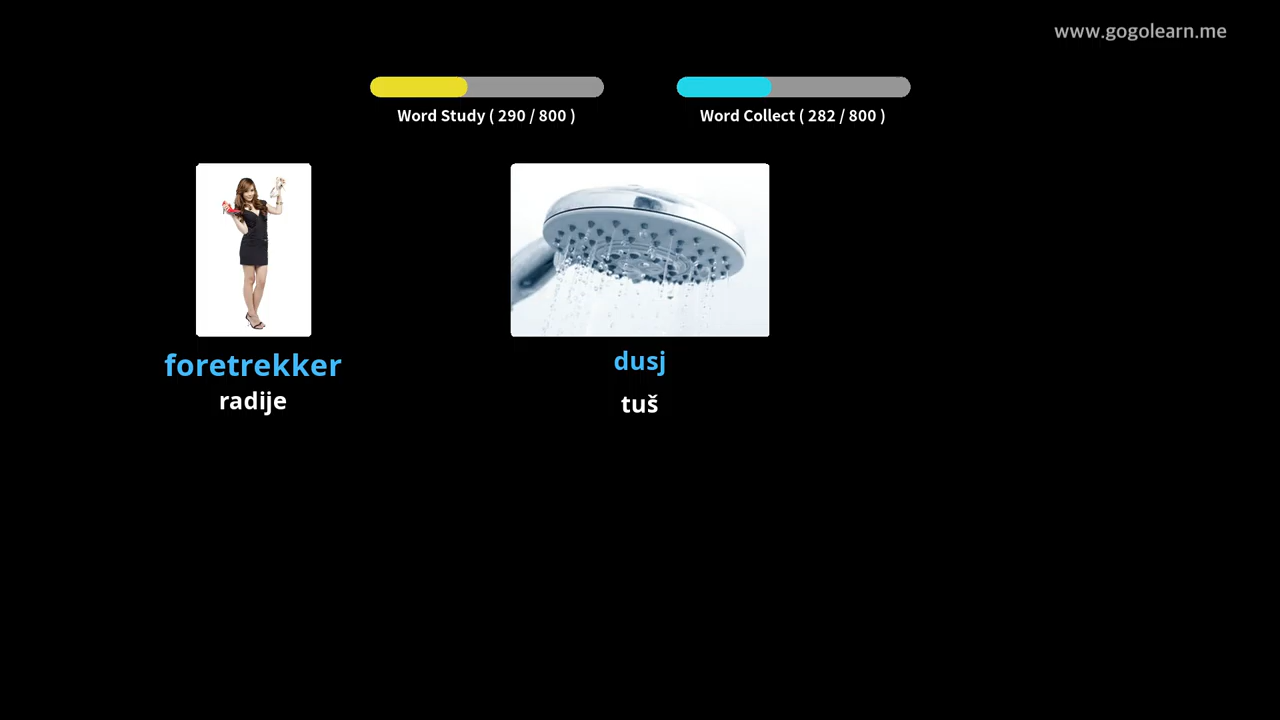 www.gogolearn.me
Word Study ( 290 / 800 )
Word Collect ( 282 / 800 )
foretrekker
radije
dusj
tuš